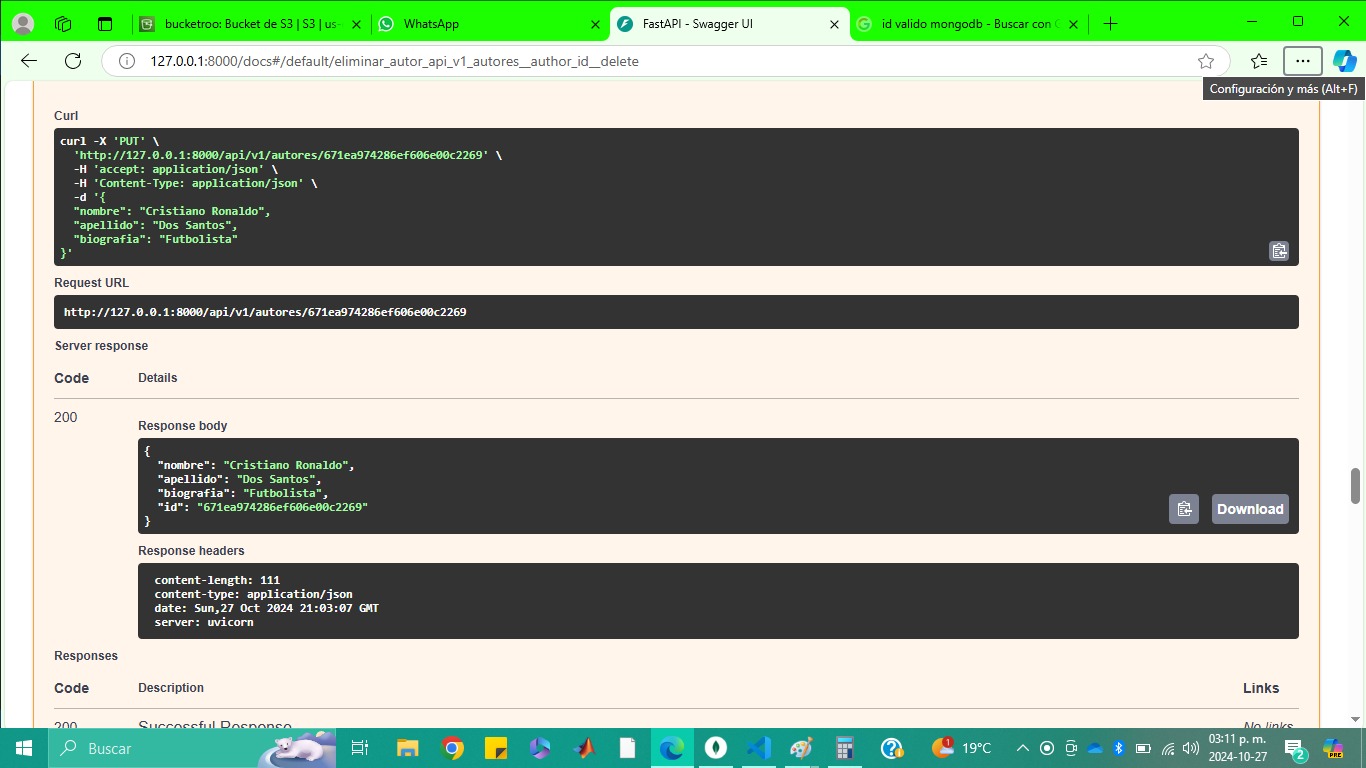 bucketroo: Bucket de S3 | S3 | us-
WhatsApp
FastAPI - Swagger UI
id valido mongodb - Buscar con G
127.0.0.1:8000/docs#/default/eliminar_autor_api_v1_autores__author_id__delete
Configuración y más (Alt+F)
Curl
curl -X 'PUT' \
'http://127.0.0.1:8000/api/v1/autores/671ea974286ef606e00c2269' \
-H 'accept: application/json' \
-H 'Content-Type: application/json' \
-d '{
"nombre": "Cristiano Ronaldo",
"apellido": "Dos Santos",
"biografia": "Futbolista"
}'
Request URL
http://127.0.0.1:8000/api/v1/autores/671ea974286ef606e00c2269
Server response
Code Details
200
Response body
{
"nombre": "Cristiano Ronaldo",
"apellido": "Dos Santos",
"biografia": "Futbolista",
"id": "671ea974286ef606e00c2269"
}
Download
Response headers
content-length: 111
content-type: application/json
date: Sun,27 Oct 2024 21:03:07 GMT
server: uvicorn
Responses
Code Description Links
200 Successful Response No links
Buscar
1
19°C
03:11 p. m.
2024-10-27
2
PRE